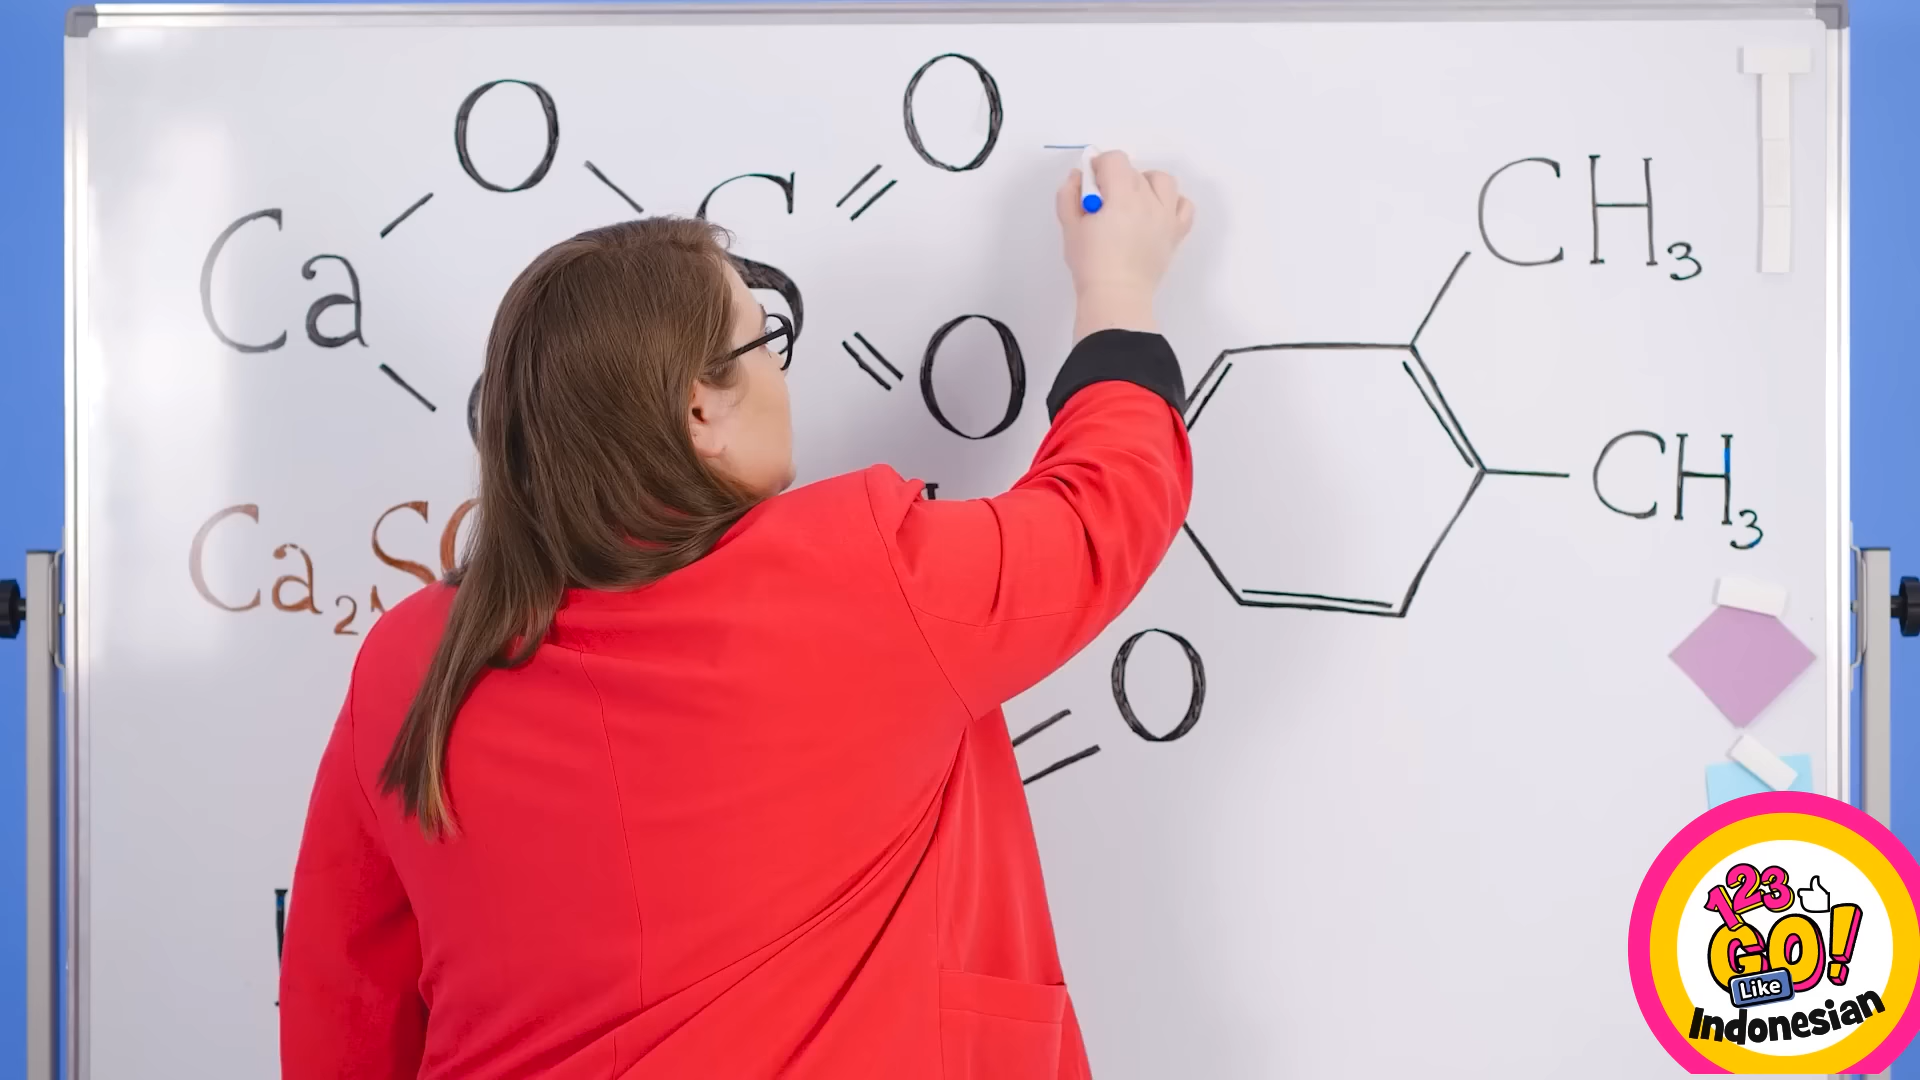 O O
Ca S
O
CH3
CH3
Ca2S
O
123
GO!
Like
Indonesian